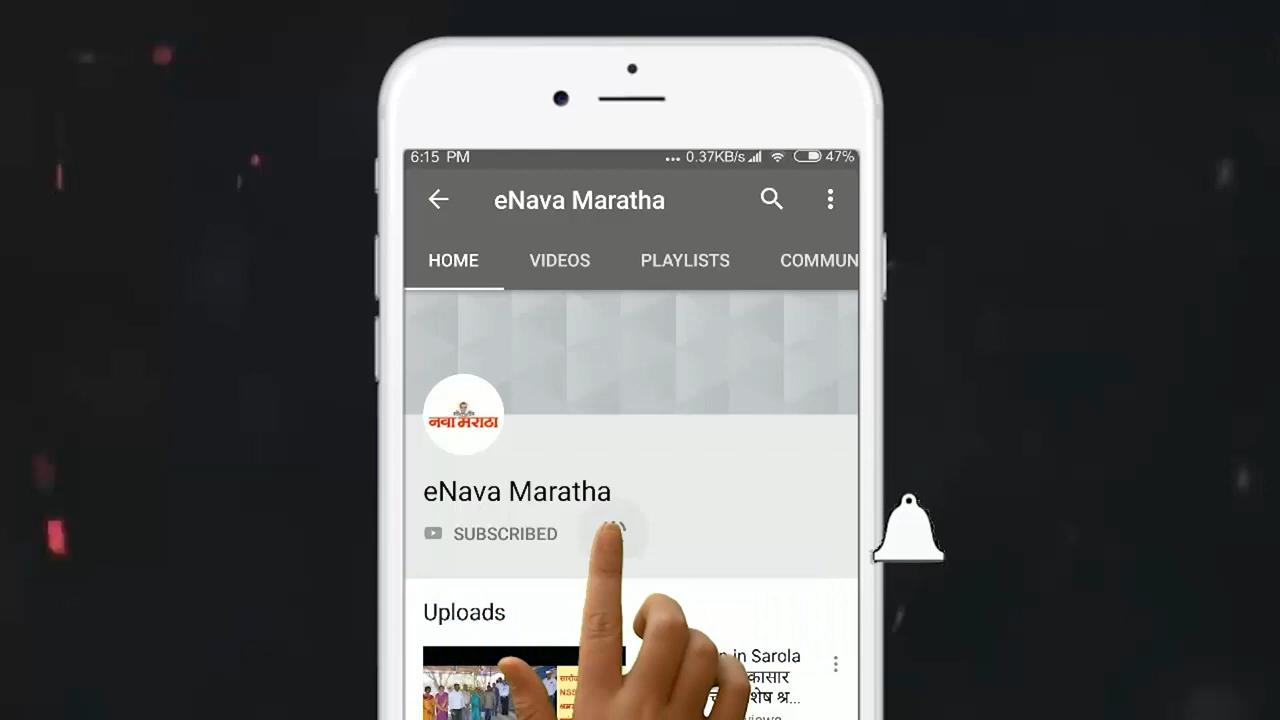 6:15 PM
... 0.37KB/s 47%
eNava Maratha
HOME VIDEOS PLAYLISTS COMMUN
नवा मराठा
eNava Maratha
SUBSCRIBED
Uploads
in Sarola
कासार
शेष श्र...